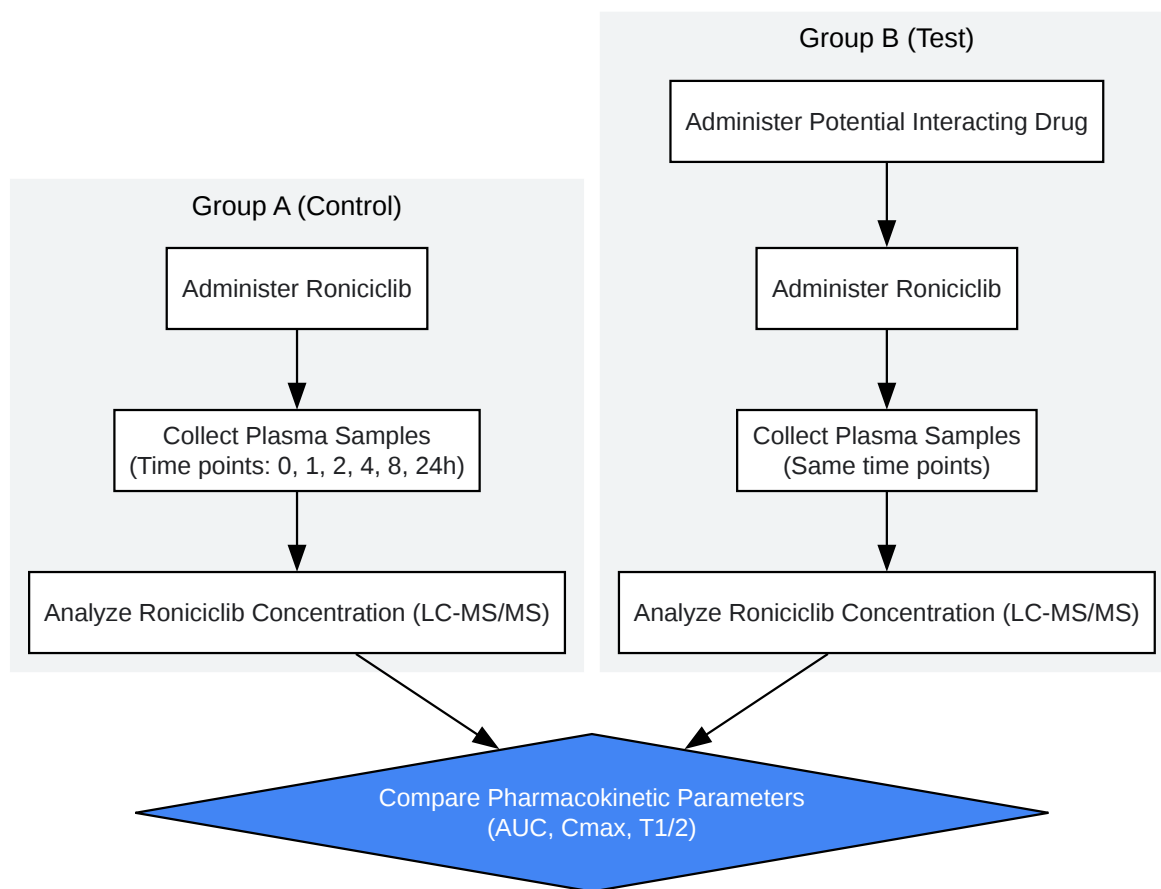 Group A (Control)
Administer Roniciclib
Collect Plasma Samples
(Time points: 0, 1, 2, 4, 8, 24h)
Analyze Roniciclib Concentration (LC-MS/MS)
Group B (Test)
Administer Potential Interacting Drug
Administer Roniciclib
Collect Plasma Samples
(Same time points)
Analyze Roniciclib Concentration (LC-MS/MS)
Compare Pharmacokinetic Parameters
(AUC, Cmax, T1/2)